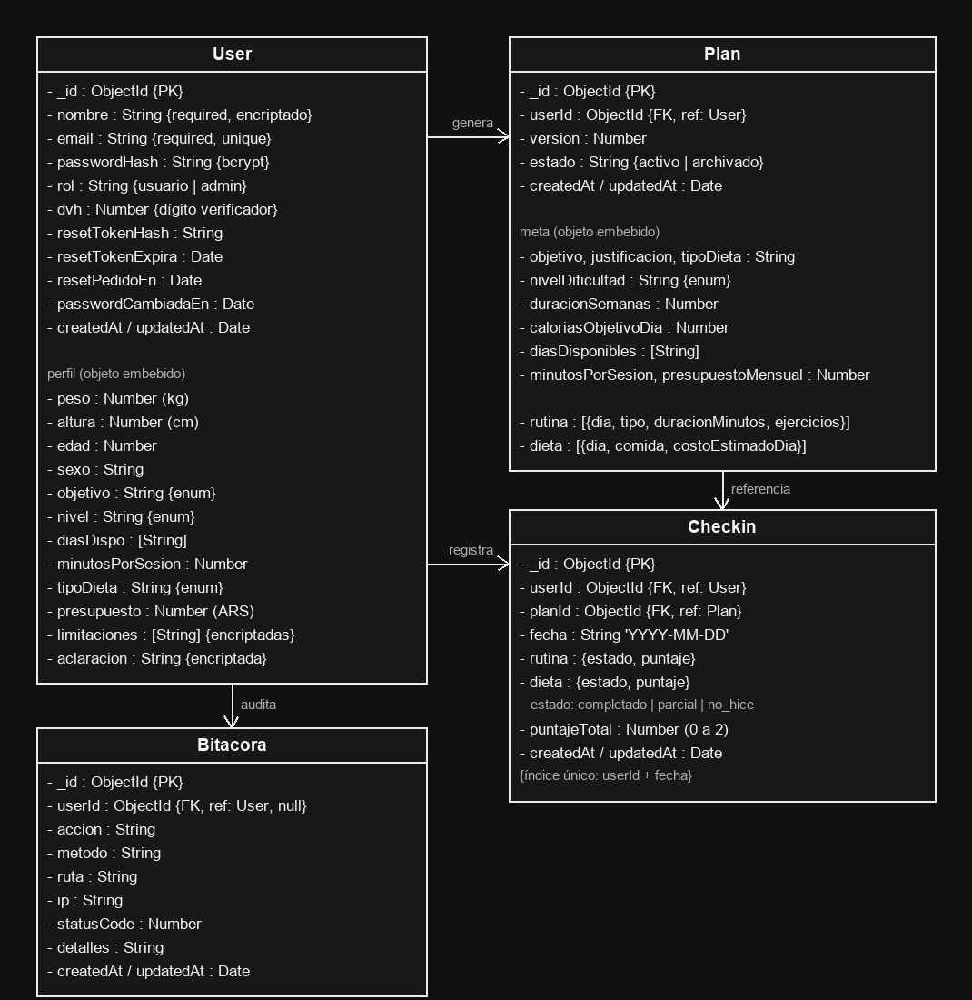 User
- _id : ObjectId {PK}
- nombre : String {required, encriptado}
- email : String {required, unique}
- passwordHash : String {bcrypt}
- rol : String {usuario | admin}
- dvh : Number {dígito verificador}
- resetTokenHash : String
- resetTokenExpira : Date
- resetPedidoEn : Date
- passwordCambiadaEn : Date
- createdAt / updatedAt : Date
perfil (objeto embebido)
- peso : Number (kg)
- altura : Number (cm)
- edad : Number
- sexo : String
- objetivo : String {enum}
- nivel : String {enum}
- diasDispo : [String]
- minutosPorSesion : Number
- tipoDieta : String {enum}
- presupuesto : Number (ARS)
- limitaciones : [String] {encriptadas}
- aclaracion : String {encriptada}
genera
registra
audita
Plan
- _id : ObjectId {PK}
- userId : ObjectId {FK, ref: User}
- version : Number
- estado : String {activo | archivado}
- createdAt / updatedAt : Date
meta (objeto embebido)
- objetivo, justificacion, tipoDieta : String
- nivelDificultad : String {enum}
- duracionSemanas : Number
- caloriasObjetivoDia : Number
- diasDisponibles : [String]
- minutosPorSesion, presupuestoMensual : Number
- rutina : [{dia, tipo, duracionMinutos, ejercicios}]
- dieta : [{dia, comida, costoEstimadoDia}]
referencia
Checkin
- _id : ObjectId {PK}
- userId : ObjectId {FK, ref: User}
- planId : ObjectId {FK, ref: Plan}
- fecha : String 'YYYY-MM-DD'
- rutina : {estado, puntaje}
- dieta : {estado, puntaje}
estado: completado | parcial | no_hice
- puntajeTotal : Number (0 a 2)
- createdAt / updatedAt : Date
{índice único: userId + fecha}
Bitacora
- _id : ObjectId {PK}
- userId : ObjectId {FK, ref: User, null}
- accion : String
- metodo : String
- ruta : String
- ip : String
- statusCode : Number
- detalles : String
- createdAt / updatedAt : Date